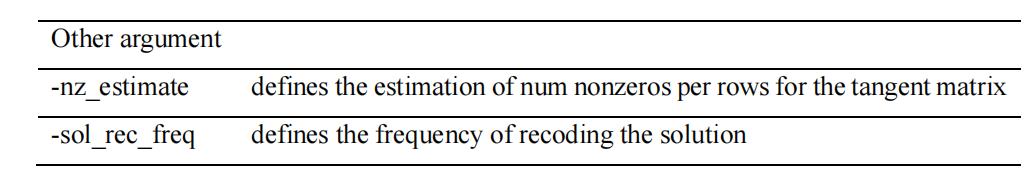 Other argument
-nz_estimate defines the estimation of num nonzeros per rows for the tangent matrix
-sol_rec_freq defines the frequency of recoding the solution